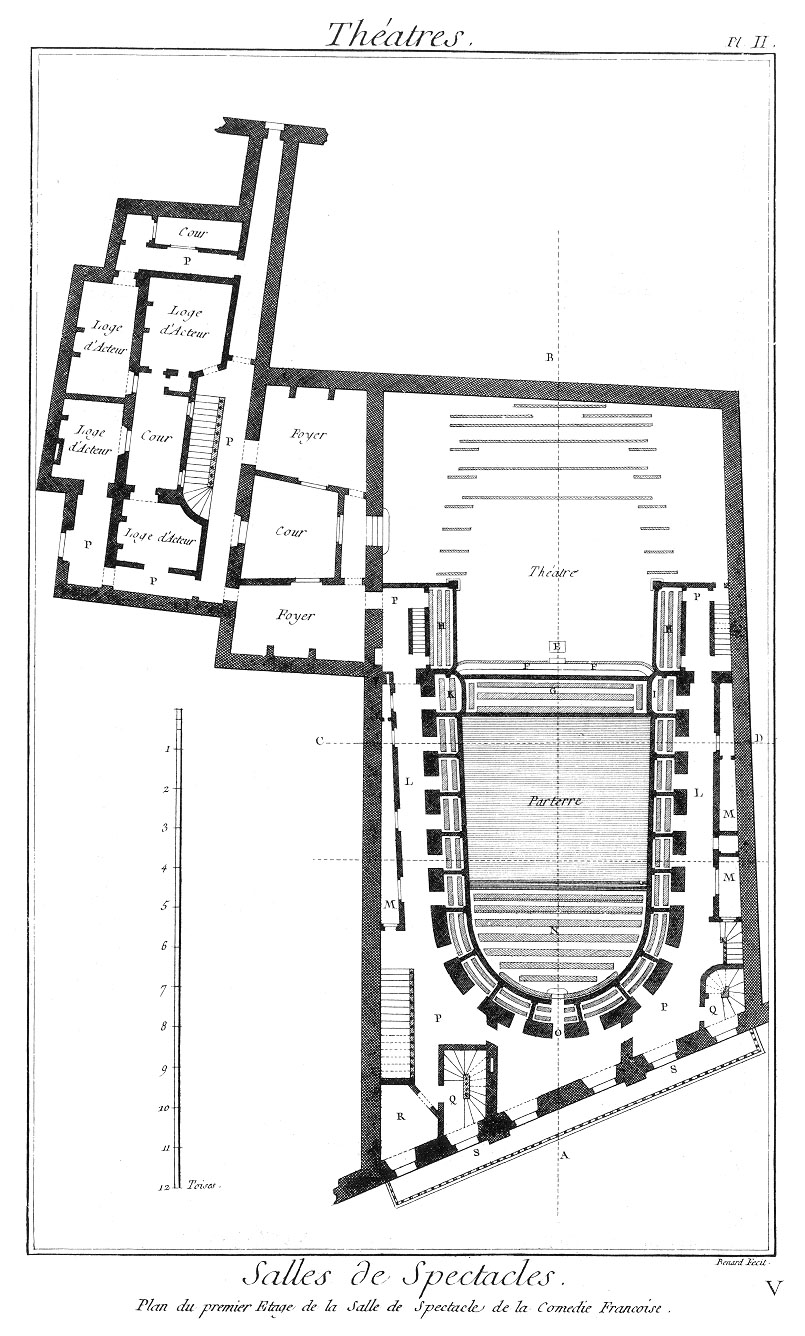 Théatres.
Pl II.
Cour
P
Loge
d'Acteur
Loge
d'Acteur
B
Loge
d'Acteur
Cour
P
Foyer
Loge d'Acteur
Cour
P
P
Théatre
Foyer
P
P
H
H
E
F
F
K
G
I
C
D
1
L
L
2
Parterre
3
M
4
M
5
M
6
N
7
P
P
Q
8
O
9
S
10
R
Q
11
S
A
12 Toises.
Benard Fecit.
Salles de Spectacles.
V
Plan du premier Etage de la Salle de Spectacle de la Comedie Francoise.